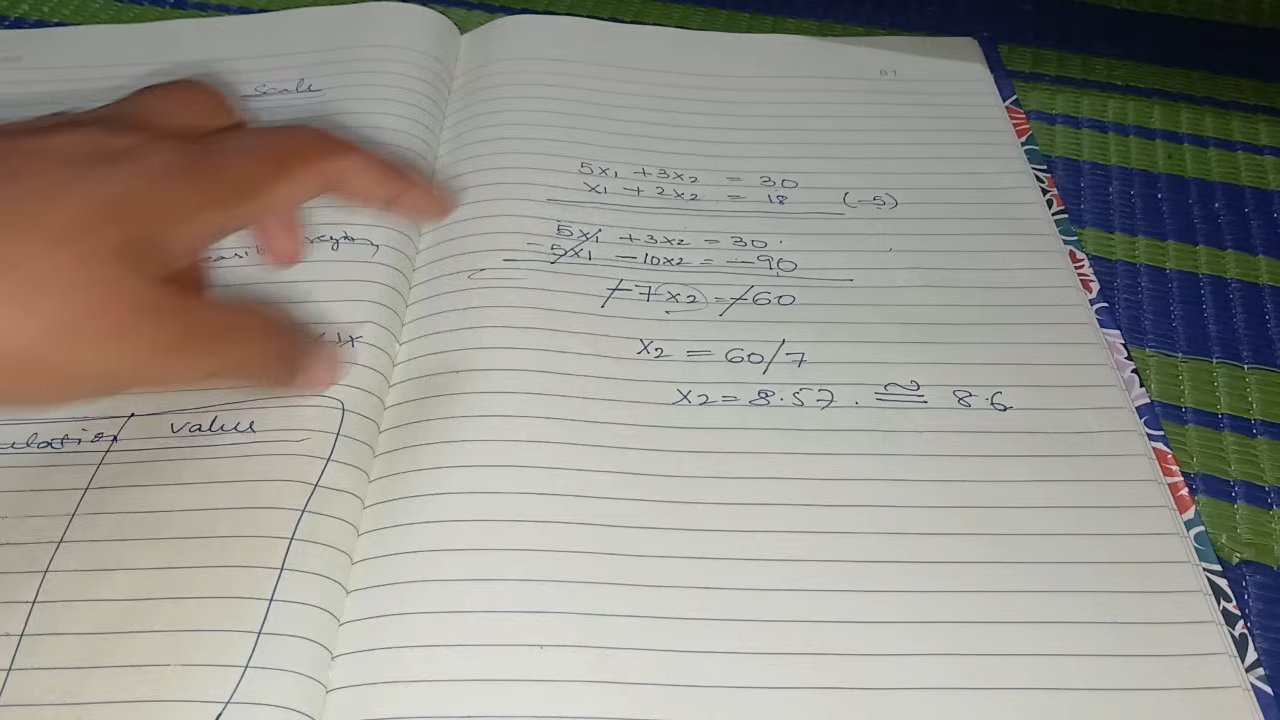 scale
value
81
5x1 + 3x2 = 30
x1 + 2x2 = 18 (-5)
5x1 + 3x2 = 30
-5x1 - 10x2 = -90
-7x2 = -60
x2 = 60/7
x2 = 8.57. ≅ 8.6